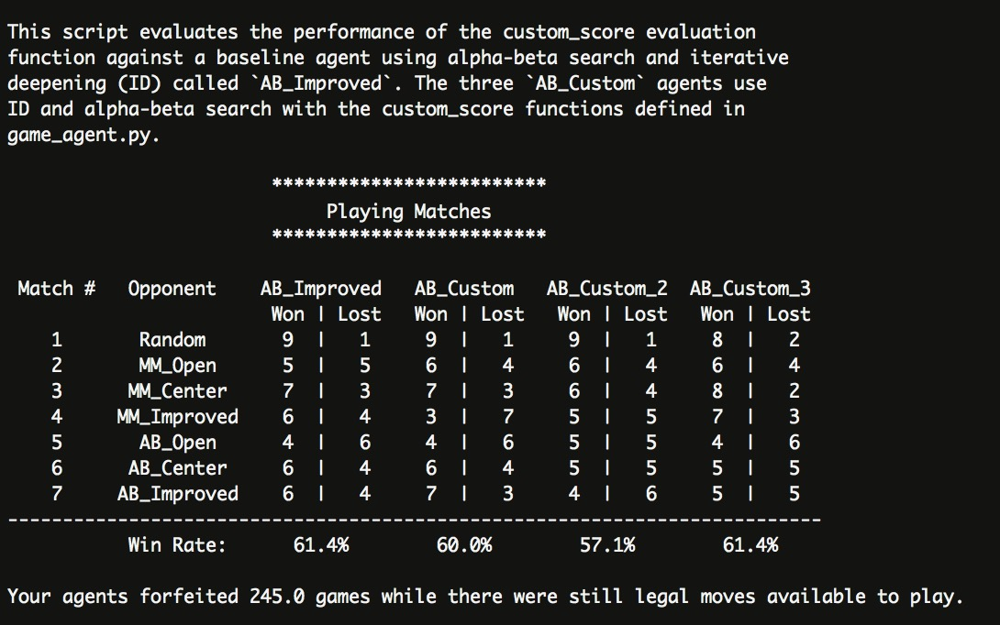 This script evaluates the performance of the custom_score evaluation
function against a baseline agent using alpha-beta search and iterative
deepening (ID) called `AB_Improved`. The three `AB_Custom` agents use
ID and alpha-beta search with the custom_score functions defined in
game_agent.py.
*************************
Playing Matches
*************************
Match # Opponent AB_Improved AB_Custom AB_Custom_2 AB_Custom_3
Won | Lost Won | Lost Won | Lost Won | Lost
1 Random 9 | 1 9 | 1 9 | 1 8 | 2
2 MM_Open 5 | 5 6 | 4 6 | 4 6 | 4
3 MM_Center 7 | 3 7 | 3 6 | 4 8 | 2
4 MM_Improved 6 | 4 3 | 7 5 | 5 7 | 3
5 AB_Open 4 | 6 4 | 6 5 | 5 4 | 6
6 AB_Center 6 | 4 6 | 4 5 | 5 5 | 5
7 AB_Improved 6 | 4 7 | 3 4 | 6 5 | 5
--------------------------------------------------------------------------
Win Rate: 61.4% 60.0% 57.1% 61.4%
Your agents forfeited 245.0 games while there were still legal moves available to play.